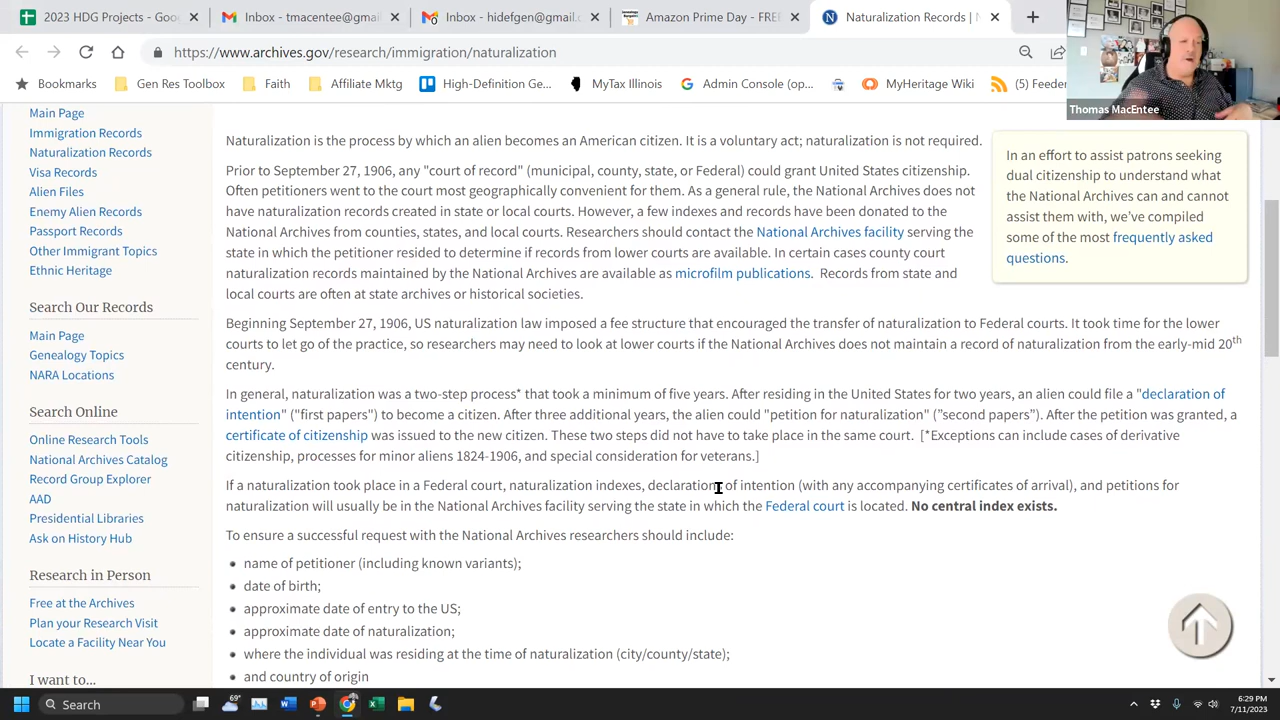 2023 HDG Projects - Goo
Inbox - tmacentee@gmai
Inbox - hidefgen@gmail.c
Amazon Prime Day - FREE
Naturalization Records | N
https://www.archives.gov/research/immigration/naturalization
Bookmarks
Gen Res Toolbox
Faith
Affiliate Mktg
High-Definition Ge...
MyTax Illinois
Admin Console (op...
MyHeritage Wiki
(5) Feeder
Thomas MacEntee
Main Page
Immigration Records
Naturalization Records
Visa Records
Alien Files
Enemy Alien Records
Passport Records
Other Immigrant Topics
Ethnic Heritage
Search Our Records
Main Page
Genealogy Topics
NARA Locations
Search Online
Online Research Tools
National Archives Catalog
Record Group Explorer
AAD
Presidential Libraries
Ask on History Hub
Research in Person
Free at the Archives
Plan your Research Visit
Locate a Facility Near You
I want to...
Naturalization is the process by which an alien becomes an American citizen. It is a voluntary act; naturalization is not required.
Prior to September 27, 1906, any "court of record" (municipal, county, state, or Federal) could grant United States citizenship.
Often petitioners went to the court most geographically convenient for them. As a general rule, the National Archives does not
have naturalization records created in state or local courts. However, a few indexes and records have been donated to the
National Archives from counties, states, and local courts. Researchers should contact the National Archives facility serving the
state in which the petitioner resided to determine if records from lower courts are available. In certain cases county court
naturalization records maintained by the National Archives are available as microfilm publications. Records from state and
local courts are often at state archives or historical societies.
Beginning September 27, 1906, US naturalization law imposed a fee structure that encouraged the transfer of naturalization to Federal courts. It took time for the lower
courts to let go of the practice, so researchers may need to look at lower courts if the National Archives does not maintain a record of naturalization from the early-mid 20th
century.
In general, naturalization was a two-step process* that took a minimum of five years. After residing in the United States for two years, an alien could file a "declaration of
intention" ("first papers") to become a citizen. After three additional years, the alien could "petition for naturalization" ("second papers"). After the petition was granted, a
certificate of citizenship was issued to the new citizen. These two steps did not have to take place in the same court. [*Exceptions can include cases of derivative
citizenship, processes for minor aliens 1824-1906, and special consideration for veterans.]
If a naturalization took place in a Federal court, naturalization indexes, declarations of intention (with any accompanying certificates of arrival), and petitions for
naturalization will usually be in the National Archives facility serving the state in which the Federal court is located. No central index exists.
To ensure a successful request with the National Archives researchers should include:
name of petitioner (including known variants);
date of birth;
approximate date of entry to the US;
approximate date of naturalization;
where the individual was residing at the time of naturalization (city/county/state);
and country of origin
In an effort to assist patrons seeking
dual citizenship to understand what
the National Archives can and cannot
assist them with, we've compiled
some of the most frequently asked
questions.
Search
69°
6:29 PM
7/11/2023